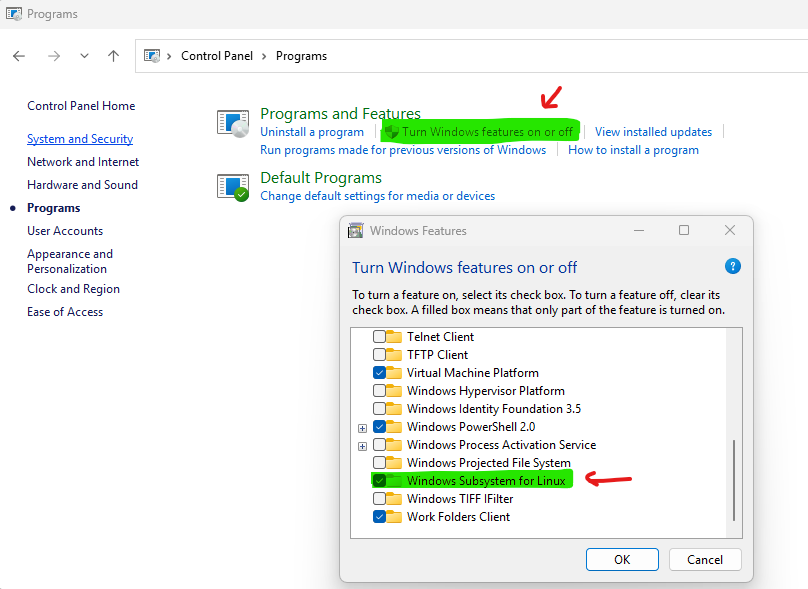 Programs
Control Panel > Programs
Control Panel Home
System and Security
Network and Internet
Hardware and Sound
Programs
User Accounts
Appearance and
Personalization
Clock and Region
Ease of Access
Programs and Features
Uninstall a program
Turn Windows features on or off
View installed updates
Run programs made for previous versions of Windows
How to install a program
Default Programs
Change default settings for media or devices
Windows Features
Turn Windows features on or off
?
To turn a feature on, select its check box. To turn a feature off, clear its
check box. A filled box means that only part of the feature is turned on.
Telnet Client
TFTP Client
Virtual Machine Platform
Windows Hypervisor Platform
Windows Identity Foundation 3.5
Windows PowerShell 2.0
Windows Process Activation Service
Windows Projected File System
Windows Subsystem for Linux
Windows TIFF IFilter
Work Folders Client
OK
Cancel